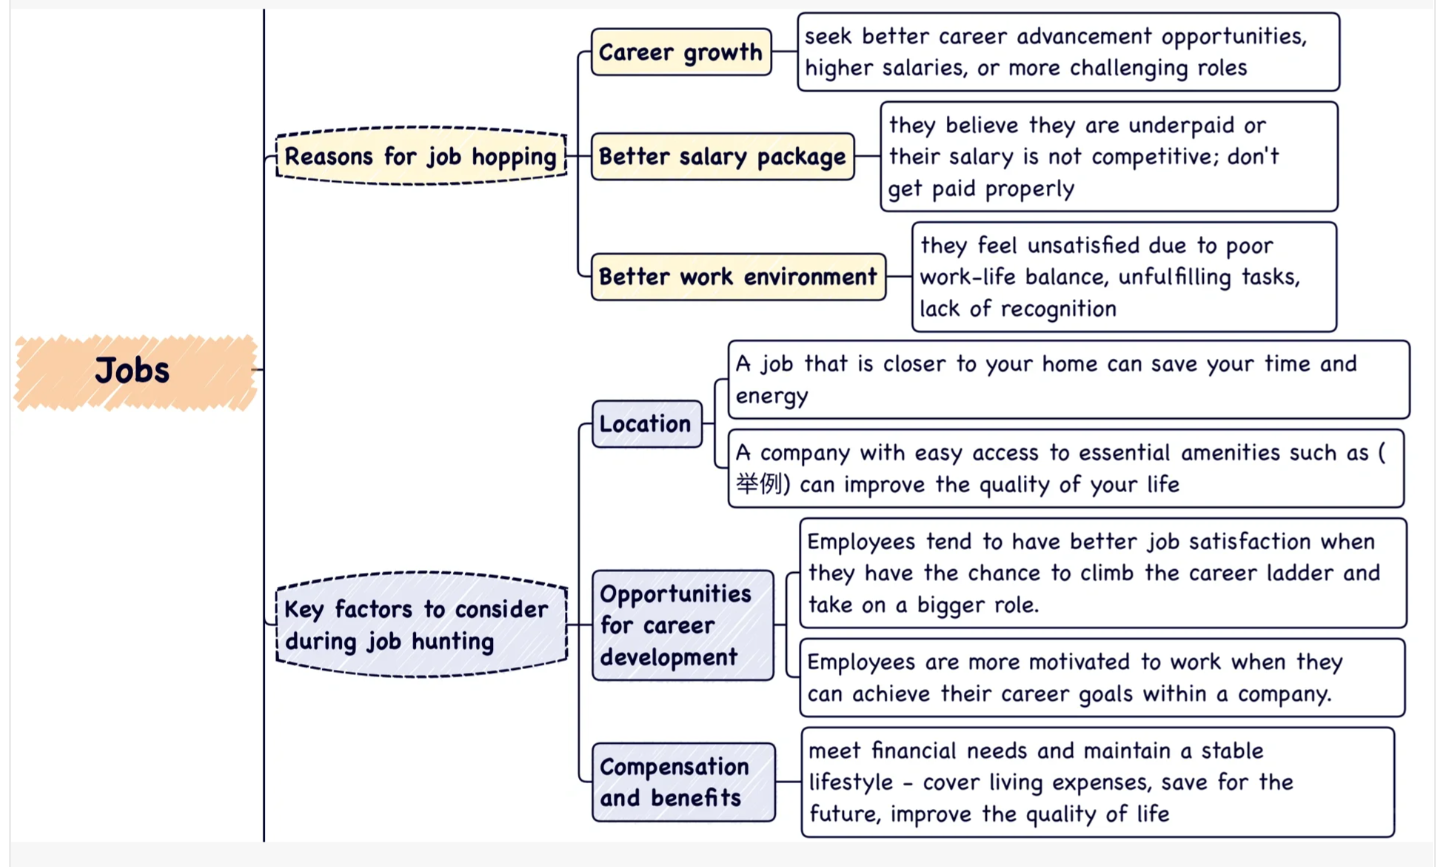 Jobs
Reasons for job hopping
Career growth
seek better career advancement opportunities,
higher salaries, or more challenging roles
Better salary package
they believe they are underpaid or
their salary is not competitive; don't
get paid properly
Better work environment
they feel unsatisfied due to poor
work-life balance, unfulfilling tasks,
lack of recognition
Key factors to consider
during job hunting
Location
A job that is closer to your home can save your time and
energy
A company with easy access to essential amenities such as (
举例) can improve the quality of your life
Opportunities
for career
development
Employees tend to have better job satisfaction when
they have the chance to climb the career ladder and
take on a bigger role.
Employees are more motivated to work when they
can achieve their career goals within a company.
Compensation
and benefits
meet financial needs and maintain a stable
lifestyle - cover living expenses, save for the
future, improve the quality of life